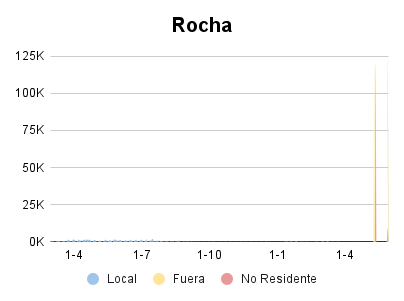 Rocha
125K
100K
75K
50K
25K
0K
1-4 1-7 1-10 1-1 1-4
Local Fuera No Residente